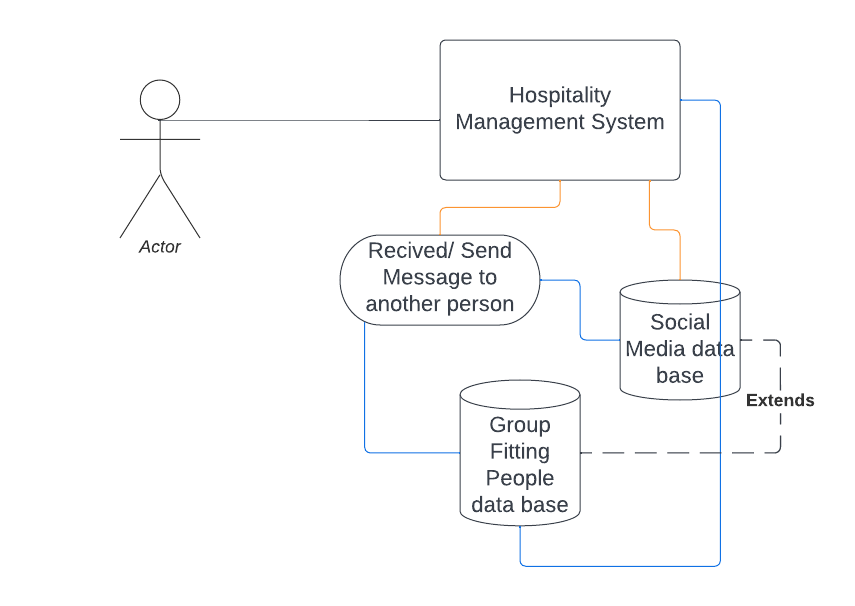 Hospitality
Management System
Actor
Recived/ Send
Message to
another person
Social
Media data
base
Extends
Group
Fitting
People
data base